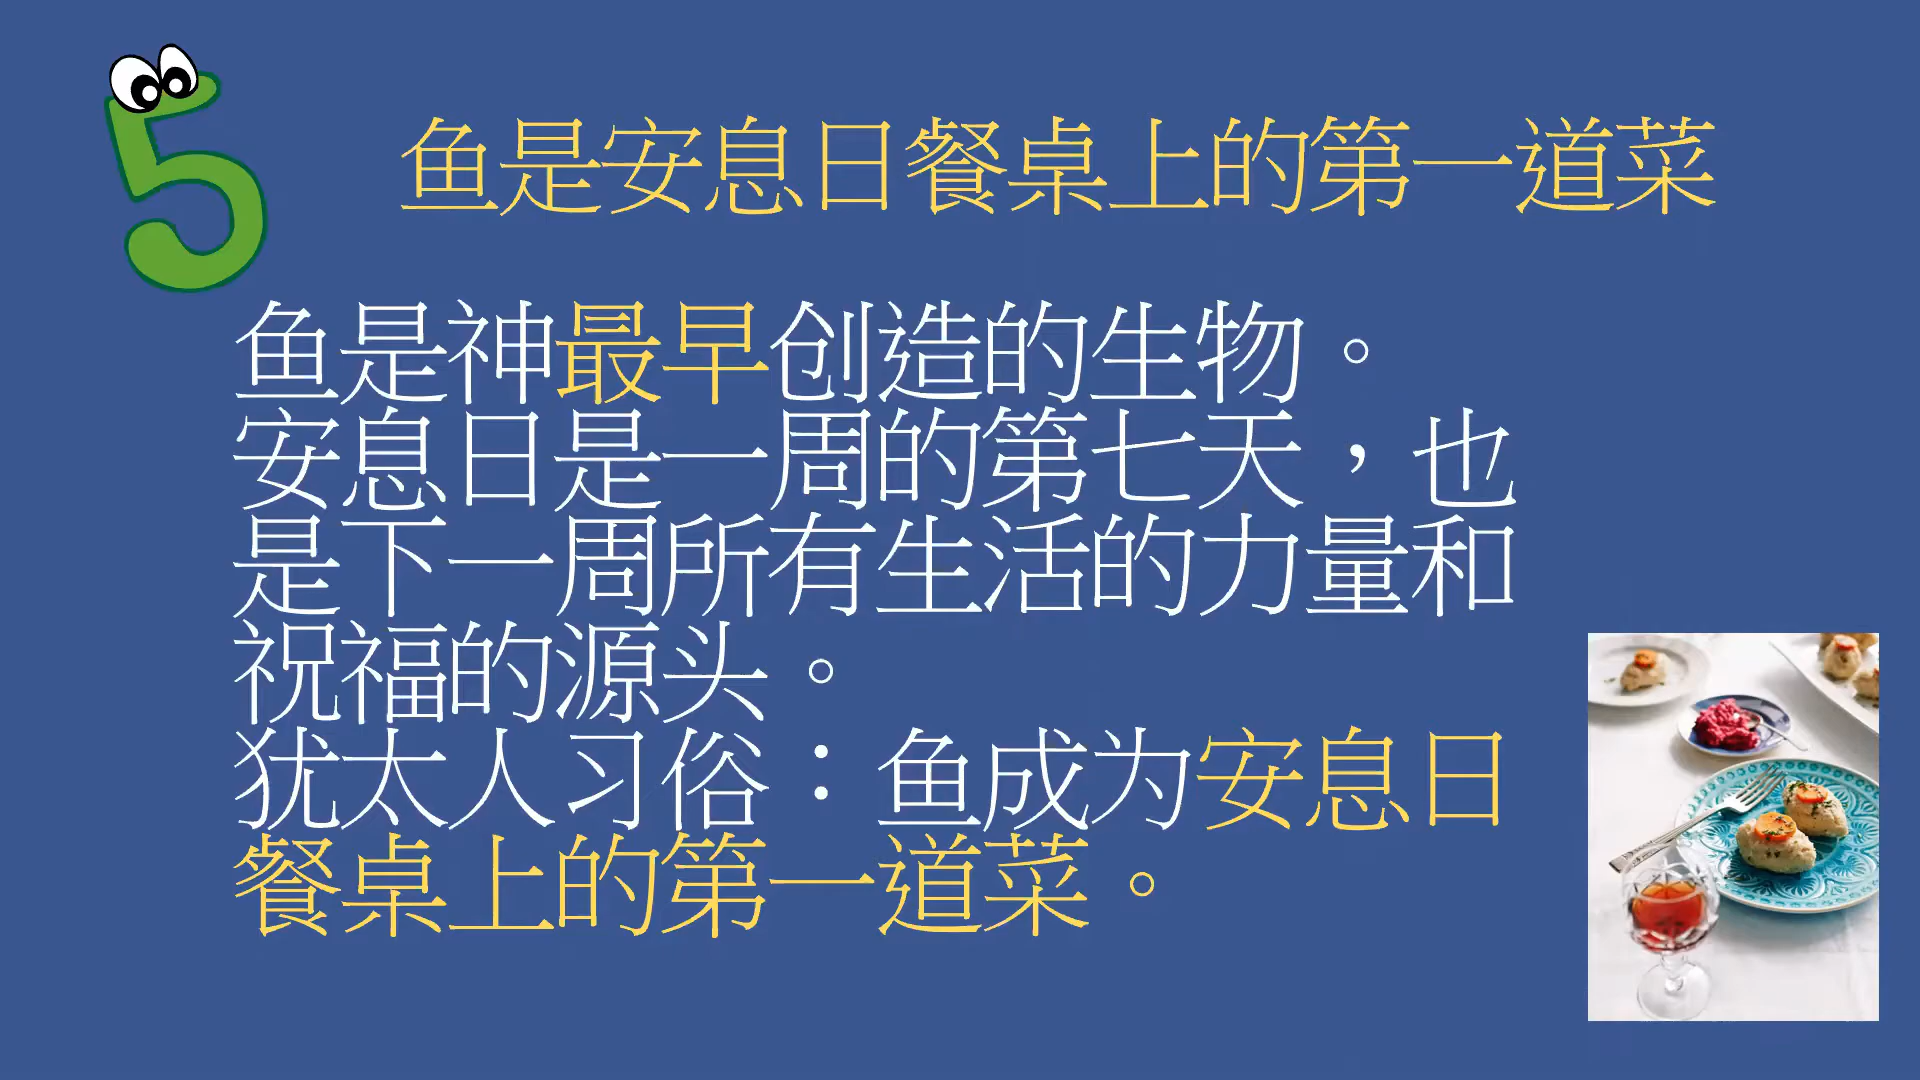 5
鱼是安息日餐桌上的第一道菜
鱼是神最早创造的生物。
安息日是一周的第七天，也
是下一周所有生活的力量和
祝福的源头。
犹太人习俗：鱼成为安息日
餐桌上的第一道菜。